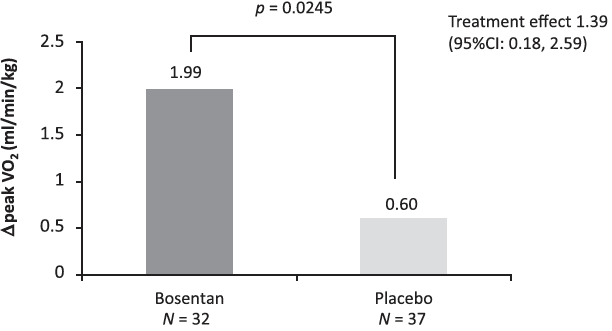 p = 0.0245
Treatment effect 1.39
(95%CI: 0.18, 2.59)
Δpeak VO₂ (ml/min/kg)
2.5
2
1.5
1
0.5
0
1.99
0.60
Bosentan
N = 32
Placebo
N = 37